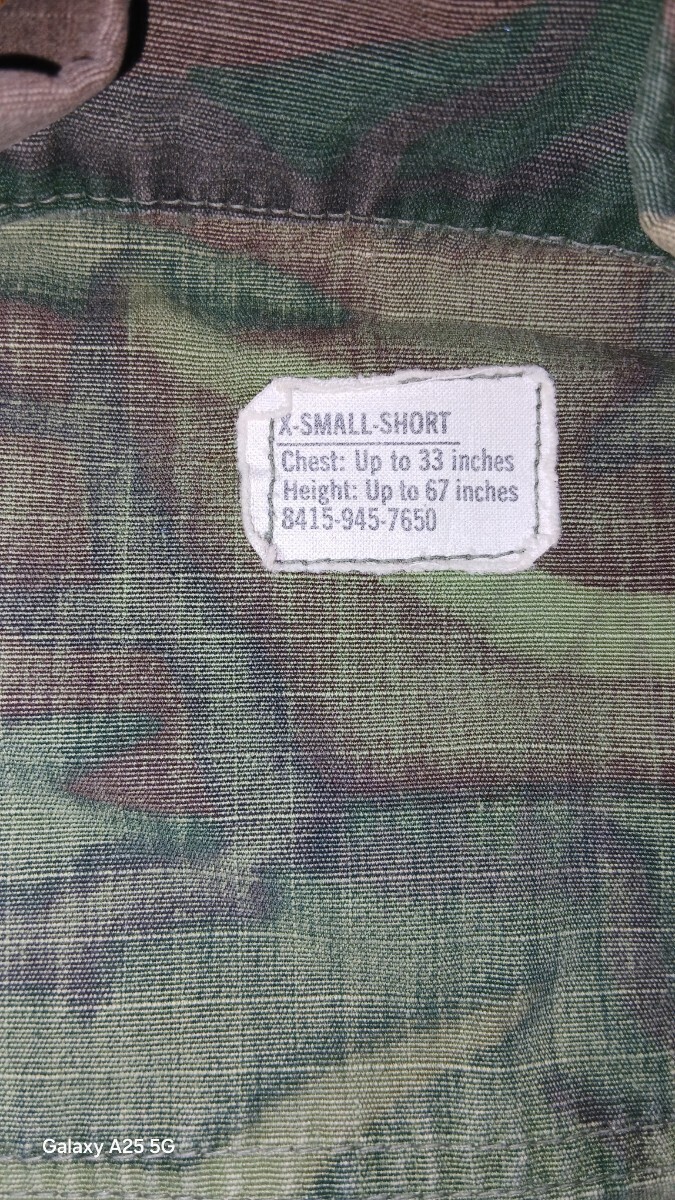 X-SMALL-SHORT
Chest: Up to 33 inches
Height: Up to 67 inches
8415-945-7650
Galaxy A25 5G